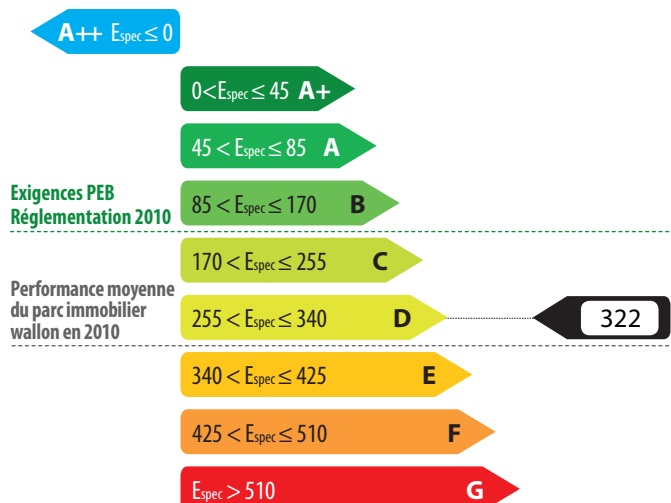 A++ Espec ≤ 0
0<Espec ≤ 45 A+
45 < Espec ≤ 85 A
Exigences PEB
Réglementation 2010
85 < Espec ≤ 170 B
170 < Espec ≤ 255 C
Performance moyenne
du parc immobilier
wallon en 2010
255 < Espec ≤ 340 D
322
340 < Espec ≤ 425 E
425 < Espec ≤ 510 F
Espec > 510 G